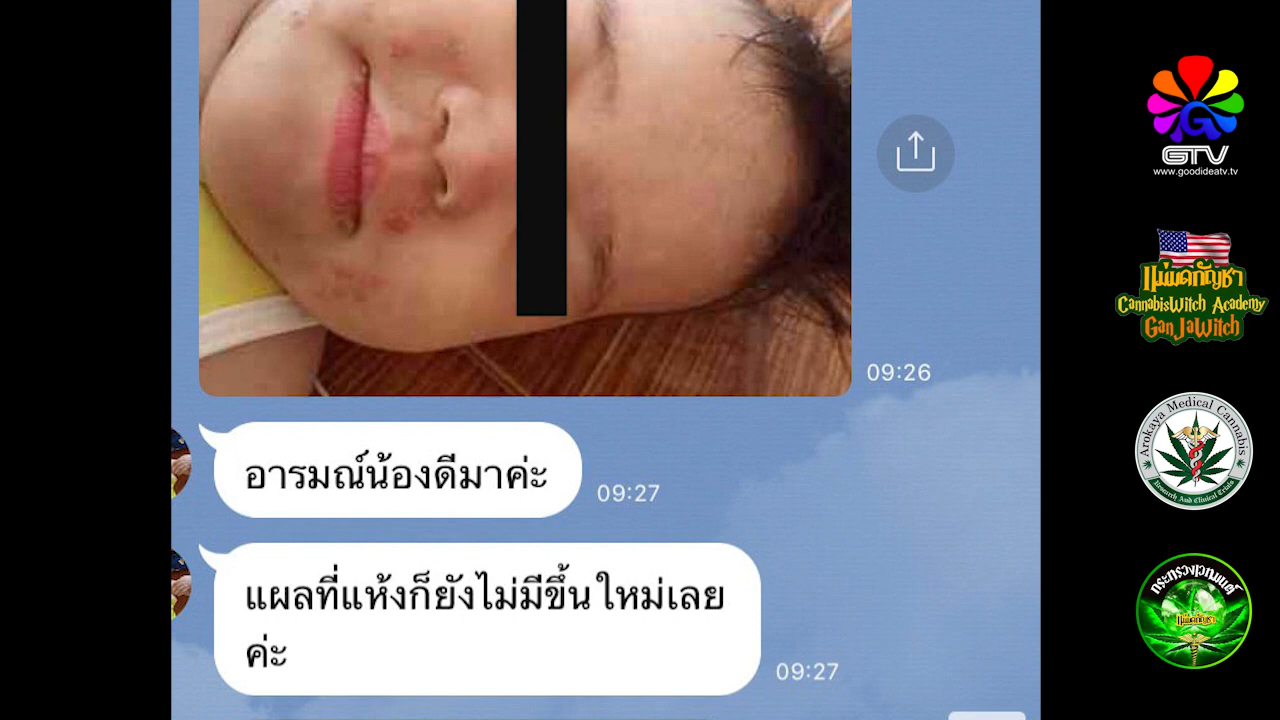 09:26
อารมณ์น้องดีมาค่ะ
09:27
แผลที่แห้งก็ยังไม่มีขึ้นใหม่เลย
ค่ะ
09:27
GTV
www.goodideatv.tv
แม่มดกัญชา
CannabisWitch Academy
GanJaWitch
Arokaya Medical Cannabis
Research And Clinical Trials
กระทรวงเวทมนต์
แม่มดกัญชา